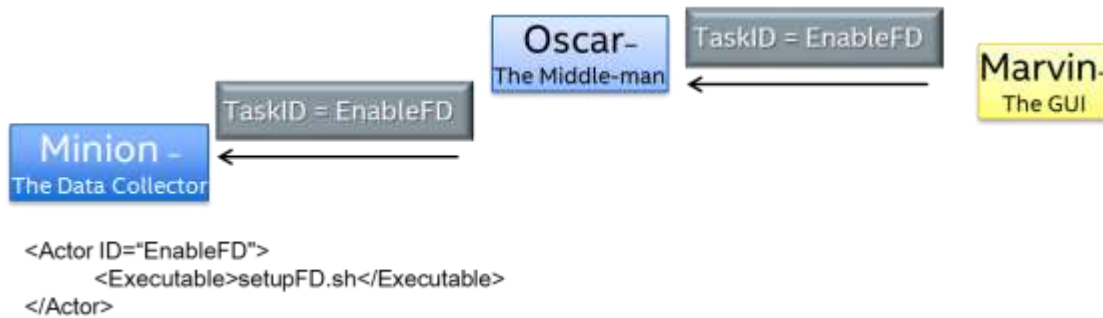 Oscar–
The Middle-man
TaskID = EnableFD
Marvin-
The GUI
TaskID = EnableFD
Minion –
The Data Collector
<Actor ID=“EnableFD">
<Executable>setupFD.sh</Executable>
</Actor>